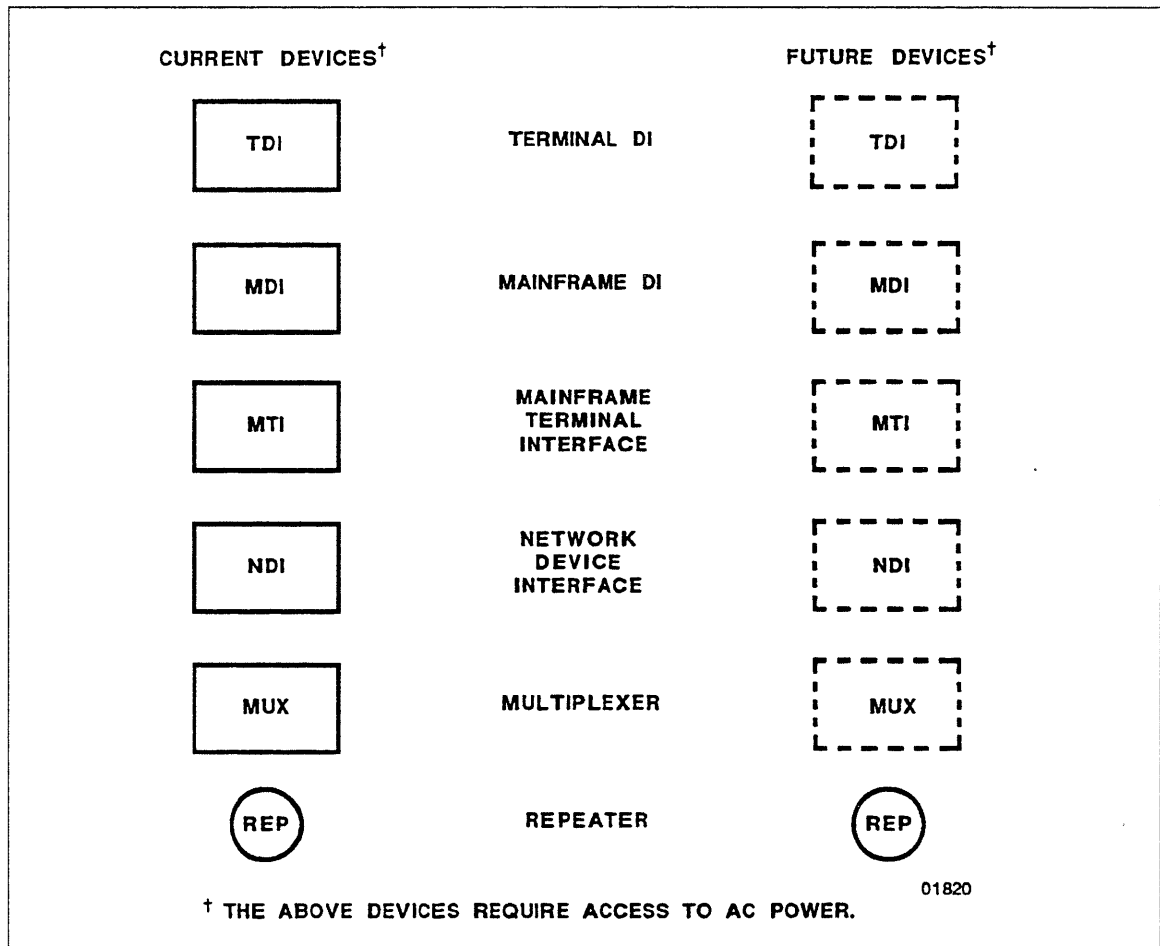 CURRENT DEVICES† FUTURE DEVICES†
TDI TERMINAL DI TDI
MDI MAINFRAME DI MDI
MAINFRAME
MTI TERMINAL MTI
INTERFACE
NETWORK
NDI DEVICE NDI
INTERFACE
MUX MULTIPLEXER MUX
REP REPEATER REP
01820
† THE ABOVE DEVICES REQUIRE ACCESS TO AC POWER.